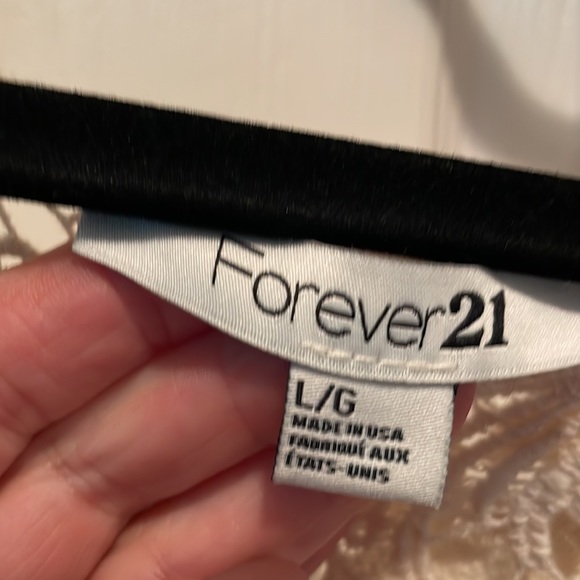 Forever21
L/G
MADE IN USA
FABRIQUÉ AUX
ÉTATS-UNIS